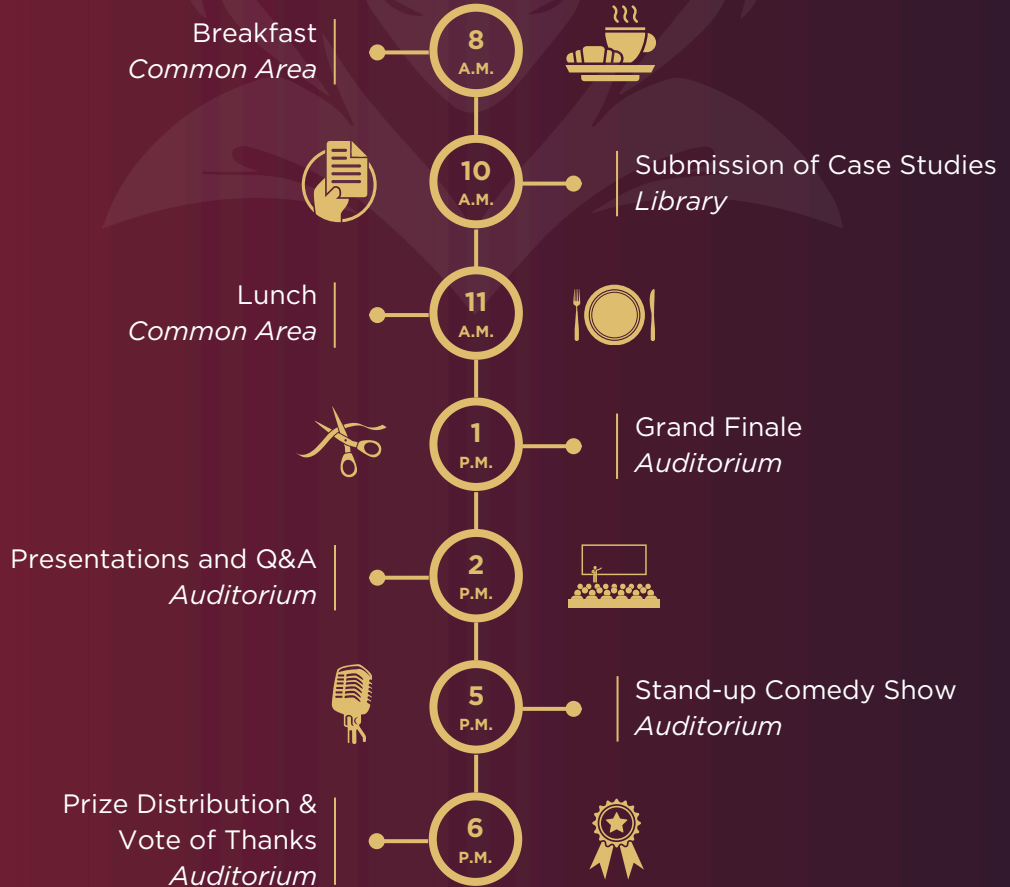 Breakfast
Common Area
8
A.M.
10
A.M.
Submission of Case Studies
Library
Lunch
Common Area
11
A.M.
1
P.M.
Grand Finale
Auditorium
Presentations and Q&A
Auditorium
2
P.M.
5
P.M.
Stand-up Comedy Show
Auditorium
Prize Distribution &
Vote of Thanks
Auditorium
6
P.M.